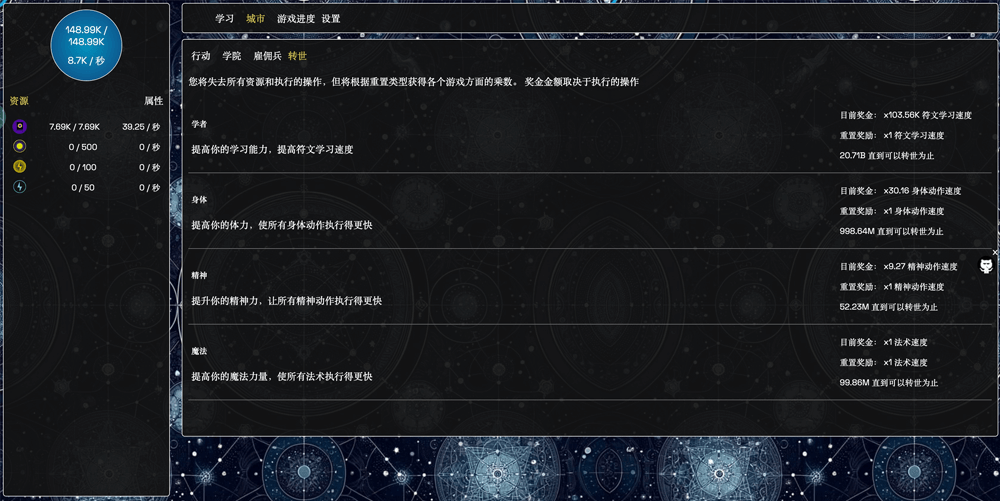 148.99K /
148.99K
8.7K / 秒
资源 属性
7.69K / 7.69K 39.25 / 秒
0 / 500 0 / 秒
0 / 100 0 / 秒
0 / 50 0 / 秒
学习 城市 游戏进度 设置
行动 学院 雇佣兵 转世
您将失去所有资源和执行的操作，但将根据重置类型获得各个游戏方面的乘数。 奖金金额取决于执行的操作
学者
提高你的学习能力，提高符文学习速度
目前奖金： x103.56K 符文学习速度
重置奖励： x1 符文学习速度
20.71B 直到可以转世为止
身体
提高你的体力，使所有身体动作执行得更快
目前奖金： x30.16 身体动作速度
重置奖励： x1 身体动作速度
998.64M 直到可以转世为止
精神
提升你的精神力，让所有精神动作执行得更快
目前奖金： x9.27 精神动作速度
重置奖励： x1 精神动作速度
52.23M 直到可以转世为止
魔法
提高你的魔法力量，使所有法术执行得更快
目前奖金： x1 法术速度
重置奖励： x1 法术速度
99.86M 直到可以转世为止